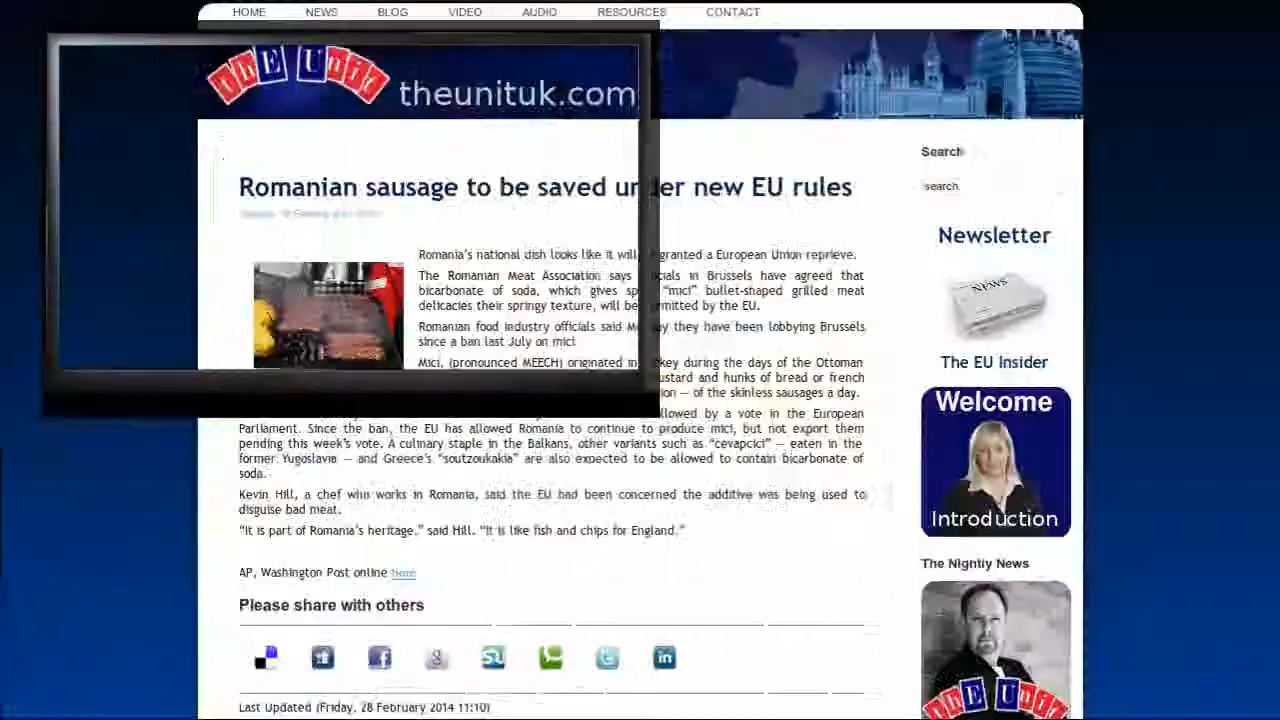 HOME NEWS BLOG VIDEO AUDIO RESOURCES CONTACT
thE Unit
theunituk.com
Search
search
Romanian sausage to be saved under new EU rules
Newsletter
NEWS
The EU Insider
Romania's national dish looks like it will granted a European Union reprieve.
The Romanian Meat Association says in Brussels have agreed that
bicarbonate of soda, which gives "mici" bullet-shaped grilled meat
delicacies their springy texture, will be by the EU.
Romanian food industry officials said they have been lobbying Brussels
since a ban last July on mici
Mici, (pronounced MEECH) originated in during the days of the Ottoman
and hunks of bread or french
— of the skinless sausages a day.
by a vote in the European
Parliament. Since the ban, the EU has allowed Romania to continue to produce mici, but not export them
pending this week's vote. A culinary staple in the Balkans, other variants such as "cevapcici" — eaten in the
former Yugoslavia — and Greece's "soutzoukakia" are also expected to be allowed to contain bicarbonate of
soda.
Kevin Hill, a chef who works in Romania, said the EU had been concerned the additive was being used to
disguise bad meat.
"It is part of Romania's heritage," said Hill. "It is like fish and chips for England."
AP, Washington Post online here
Please share with others
Last Updated (Friday, 28 February 2014 11:10)
Welcome
Introduction
The Nightly News
thE Unit